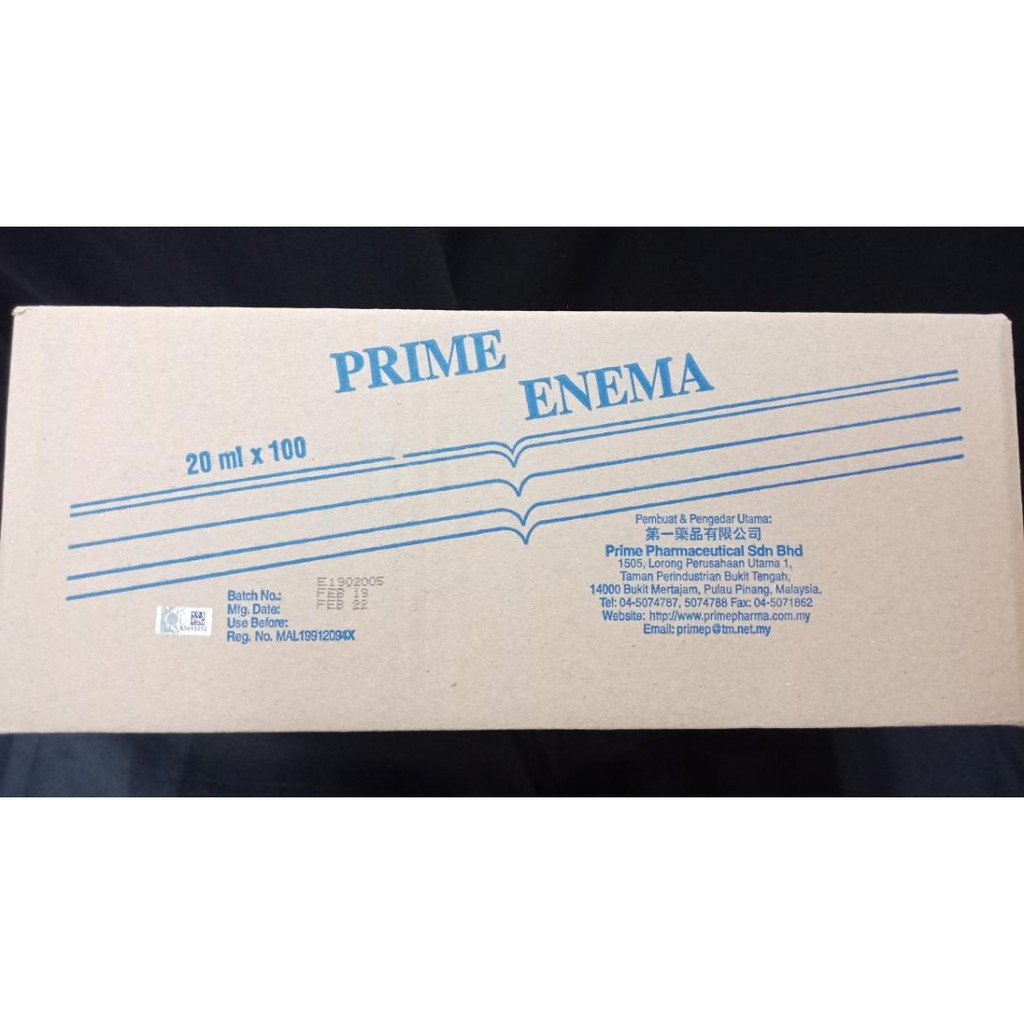 PRIME
ENEMA
20 ml x 100
Batch No.: E1902005
Mfg. Date: FEB 19
Use Before: FEB 22
Reg. No. MAL19912094X
Pembuat & Pengedar Utama:
第一藥品有限公司
Prime Pharmaceutical Sdn Bhd
1505, Lorong Perusahaan Utama 1,
Taman Perindustrian Bukit Tengah,
14000 Bukit Mertajam, Pulau Pinang, Malaysia.
Tel: 04-5074787, 5074788 Fax: 04-5071862
Website: http://www.primepharma.com.my
Email: primep@tm.net.my